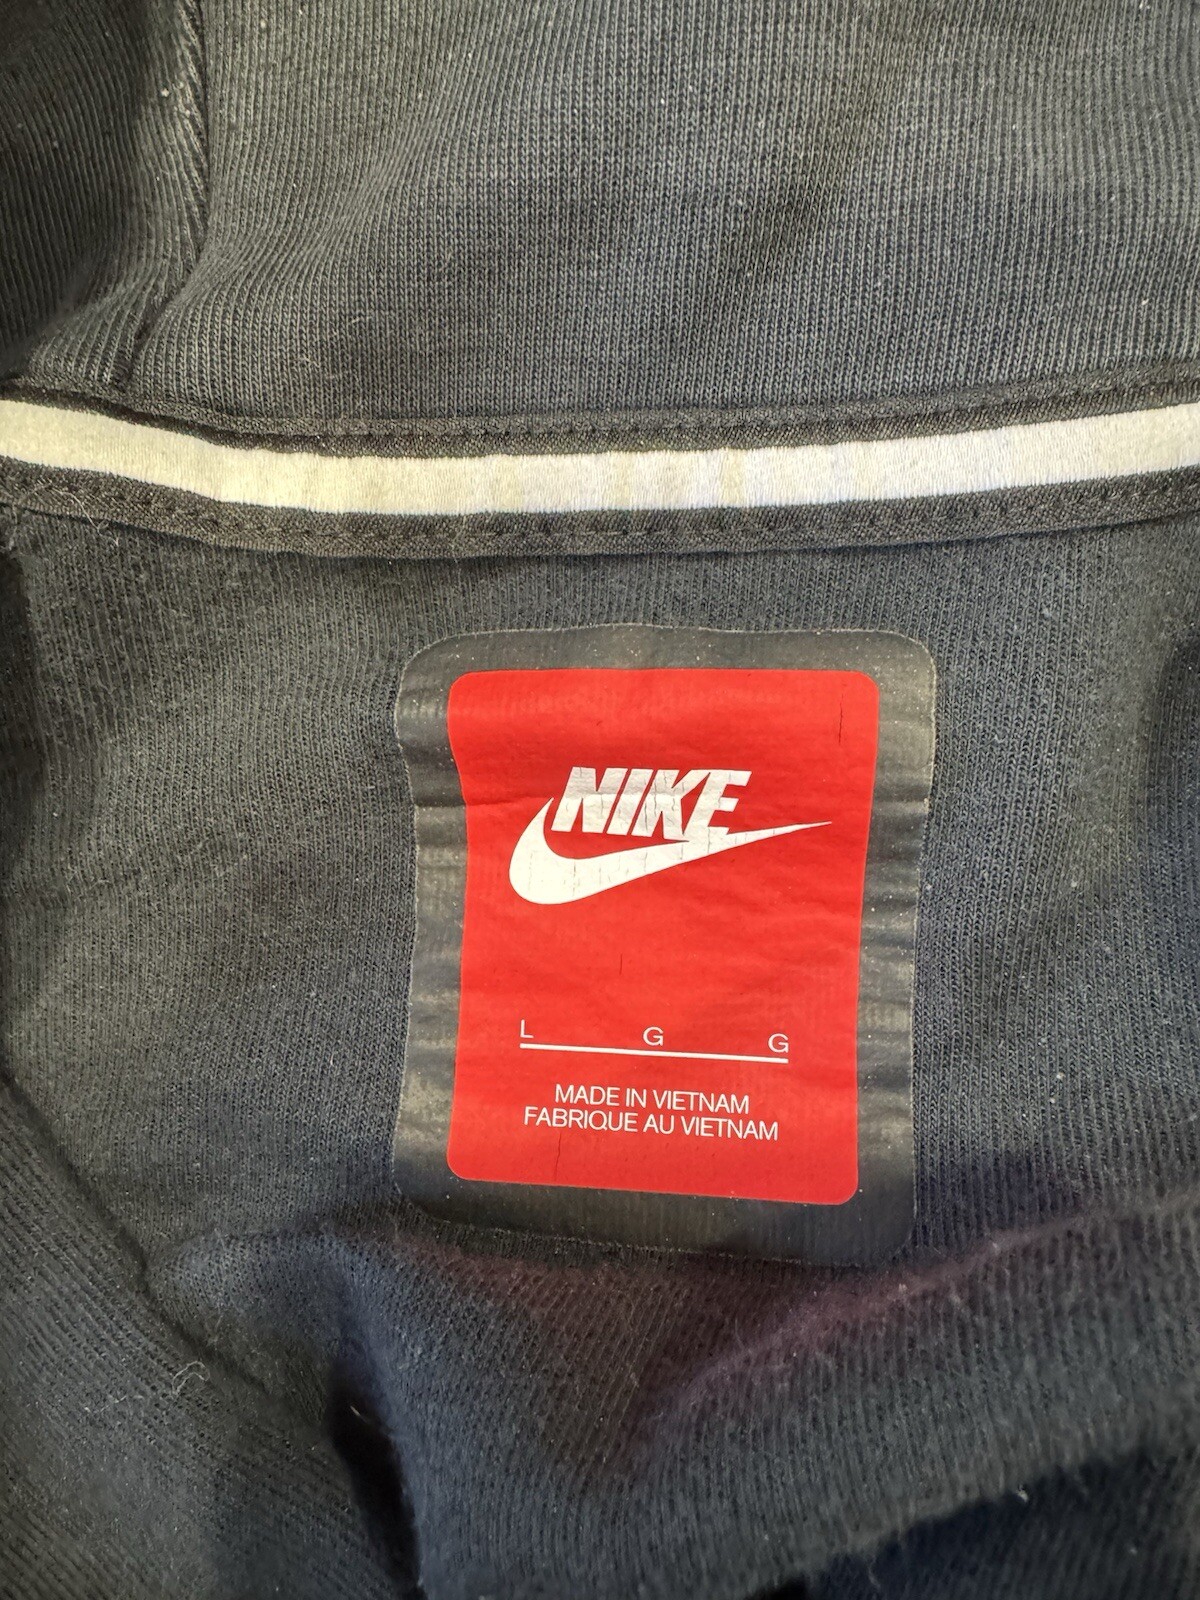 NIKE
L G G
MADE IN VIETNAM
FABRIQUE AU VIETNAM